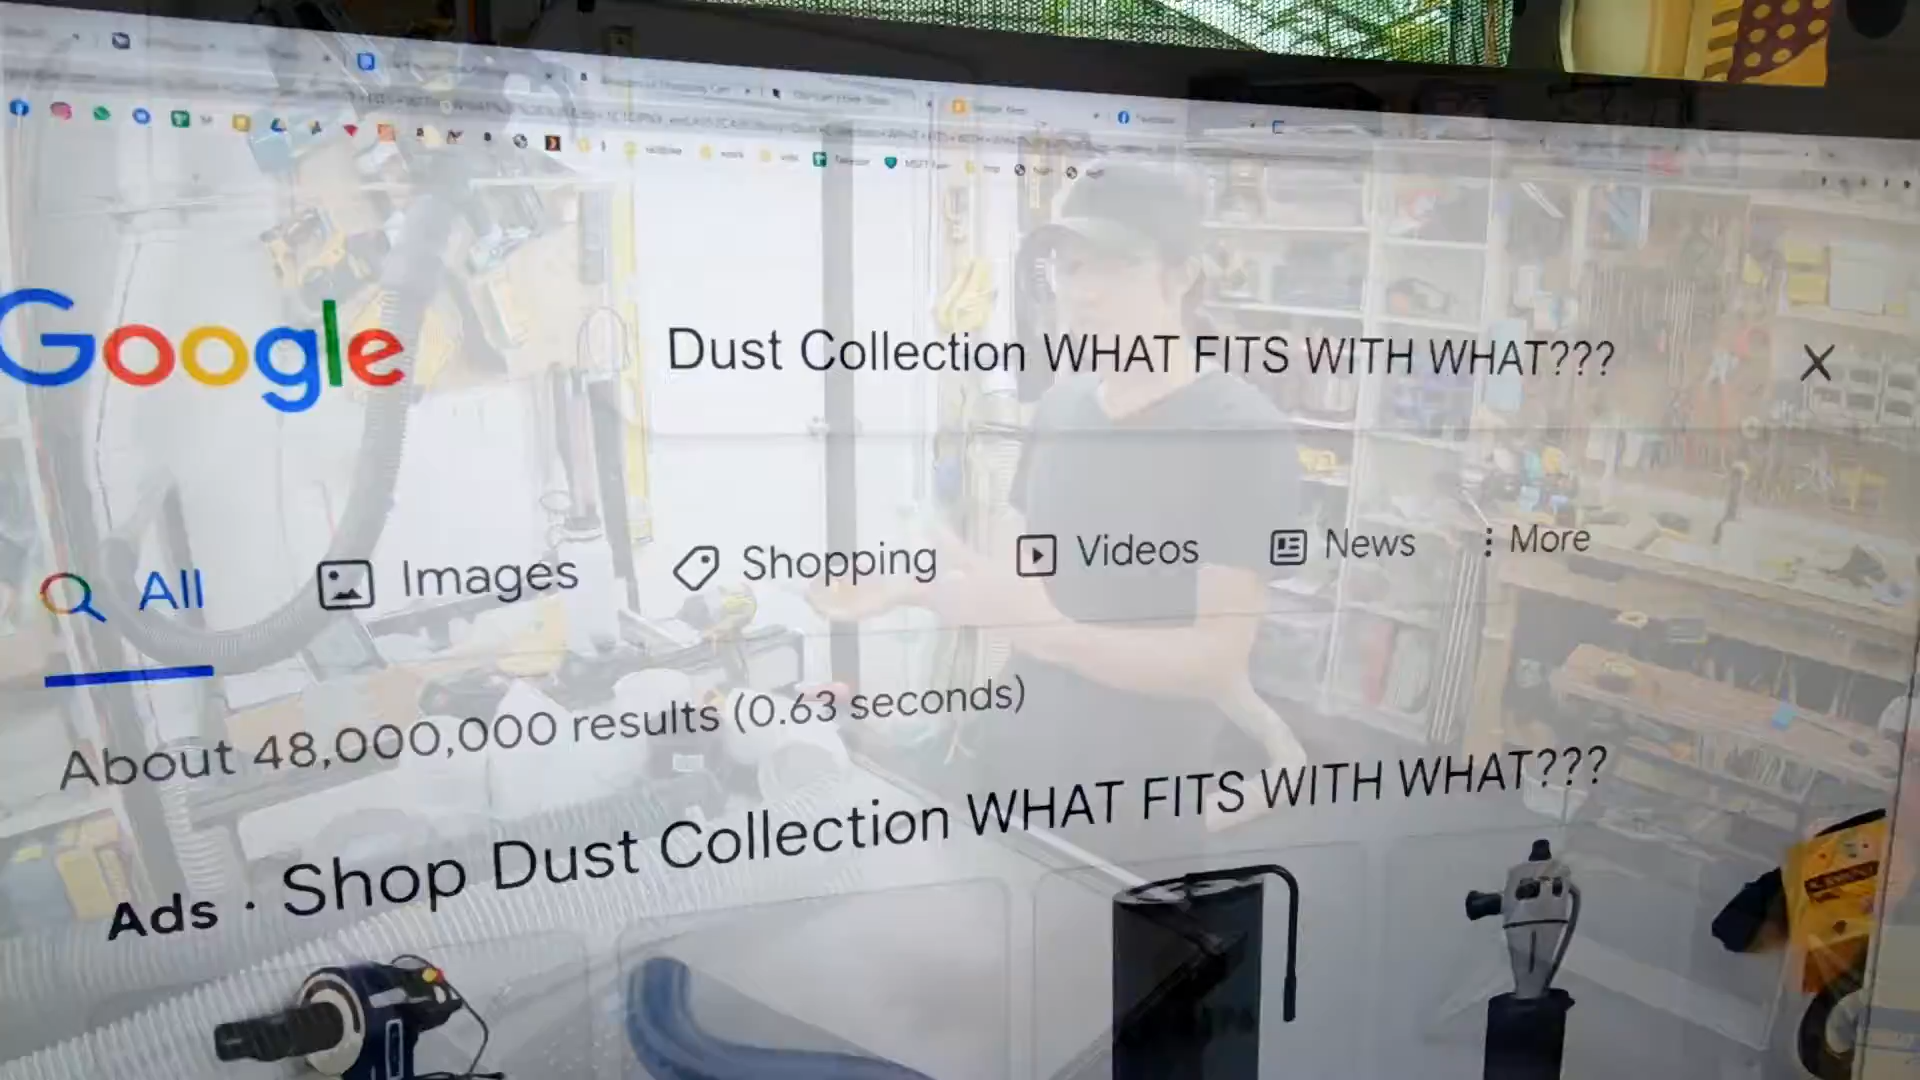 Google
Dust Collection WHAT FITS WITH WHAT???
All
Images
Shopping
Videos
News
More
About 48,000,000 results (0.63 seconds)
Ads · Shop Dust Collection WHAT FITS WITH WHAT???